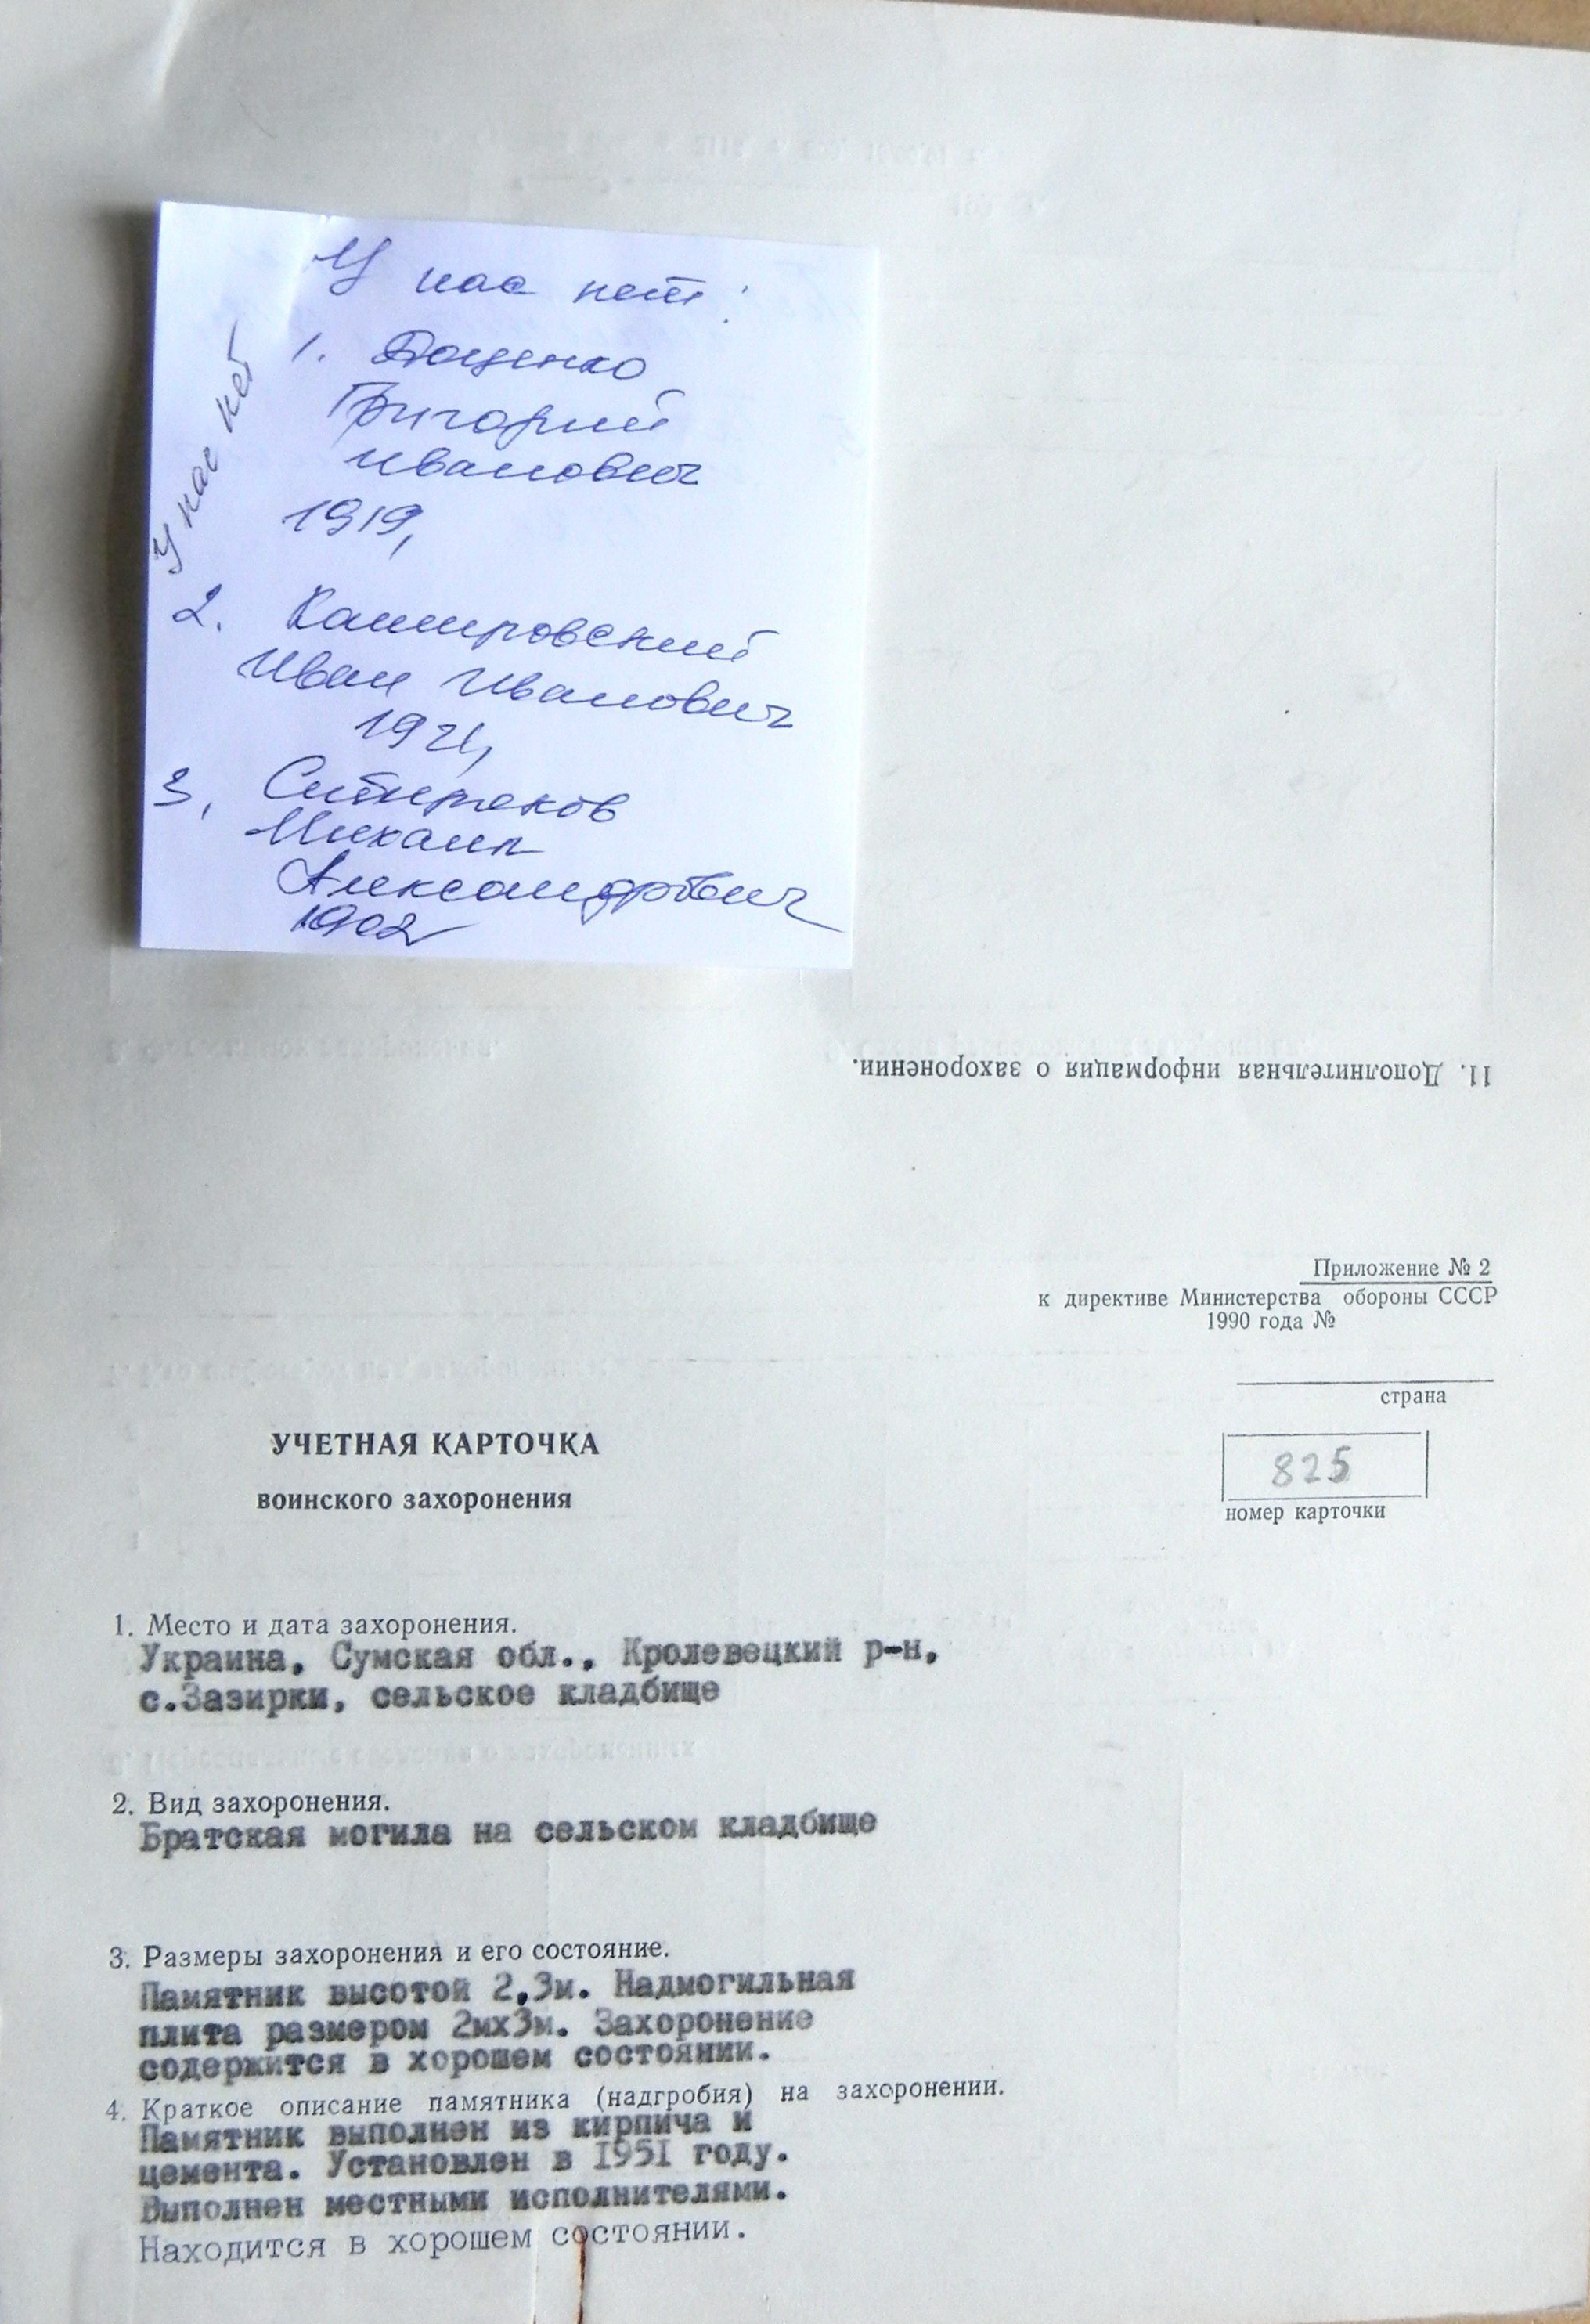 У нас нет:
1.
Григорий
Иванович
1919,
2. Кашировский
Иван Иванович
1921,
3.
Михаил
Александрович
1902
У нас нет
11. Дополнительная информация о захоронении.
Приложение № 2
к директиве Министерства обороны СССР
1990 года №
страна
УЧЕТНАЯ КАРТОЧКА
825
воинского захоронения
номер карточки
1. Место и дата захоронения.
Украина, Сумская обл., Кролевецкий р-н,
с.Зазирки, сельское кладбище
2. Вид захоронения.
Братская могила на сельском кладбище
3. Размеры захоронения и его состояние.
Памятник высотой 2,3м. Надмогильная
плита размером 2мх3м. Захоронение
содержится в хорошем состоянии.
4. Краткое описание памятника (надгробия) на захоронении.
Памятник выполнен из кирпича и
цемента. Установлен в 1951 году.
Выполнен местными исполнителями.
Находится в хорошем состоянии.